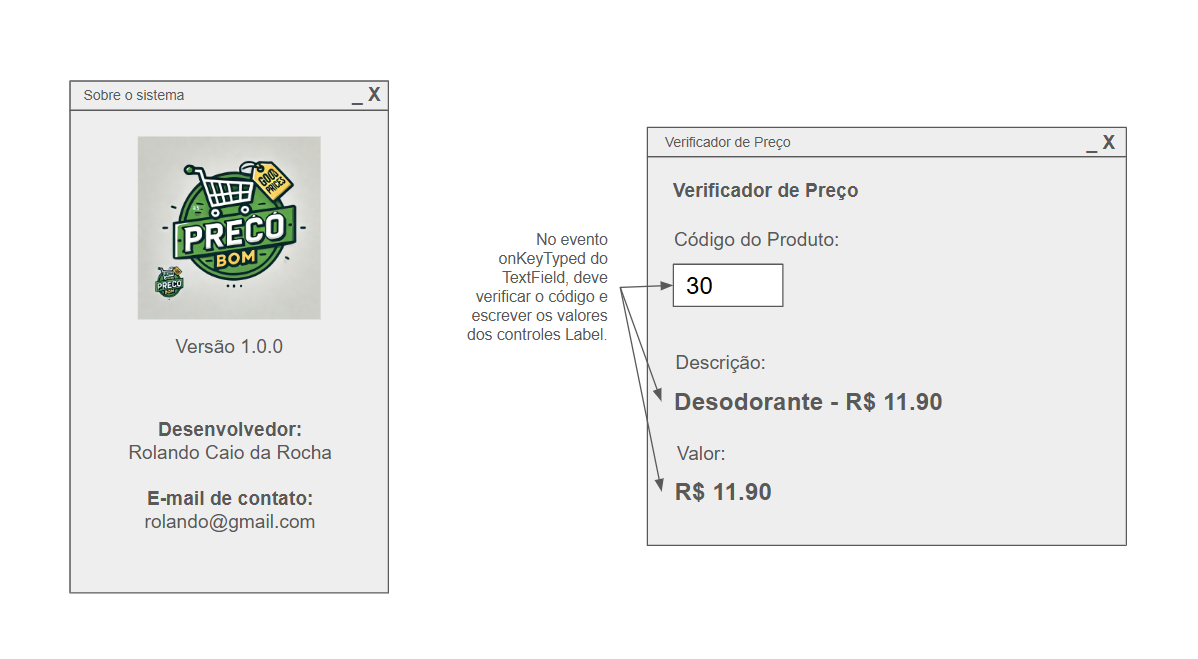 Sobre o sistema
_ X
GOOD
PRICES
PREÇO
BOM
PREÇO
BOM
Versão 1.0.0
Desenvolvedor:
Rolando Caio da Rocha
E-mail de contato:
rolando@gmail.com
No evento
onKeyTyped do
TextField, deve
verificar o código e
escrever os valores
dos controles Label.
Verificador de Preço
_ X
Verificador de Preço
Código do Produto:
30
Descrição:
Desodorante - R$ 11.90
Valor:
R$ 11.90